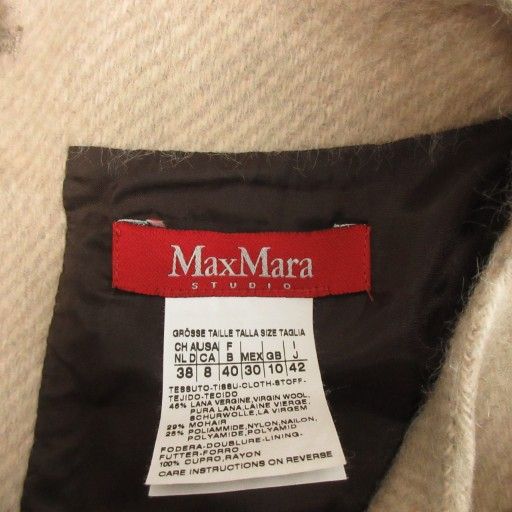 MaxMara
STUDIO
GRÖSSE TAILLE TALLA SIZE TAGLIA
CH AUSA F I
NL D CA B MEX GB J
38 8 40 30 10 42
TESSUTO-TISSU-CLOTH-STOFF-
TEJIDO-TECIDO
46% LANA VERGINE,VIRGIN WOOL,
PURA LANA,LAINE VIERGE,
SCHURWOLLE,LA VIRGEM
29% MOHAIR
25% POLIAMMIDE,NYLON,NAILON,
POLYAMIDE,POLYAMID
FODERA-DOUBLURE-LINING-
FUTTER-FORRO
100% CUPRO,RAYON
CARE INSTRUCTIONS ON REVERSE